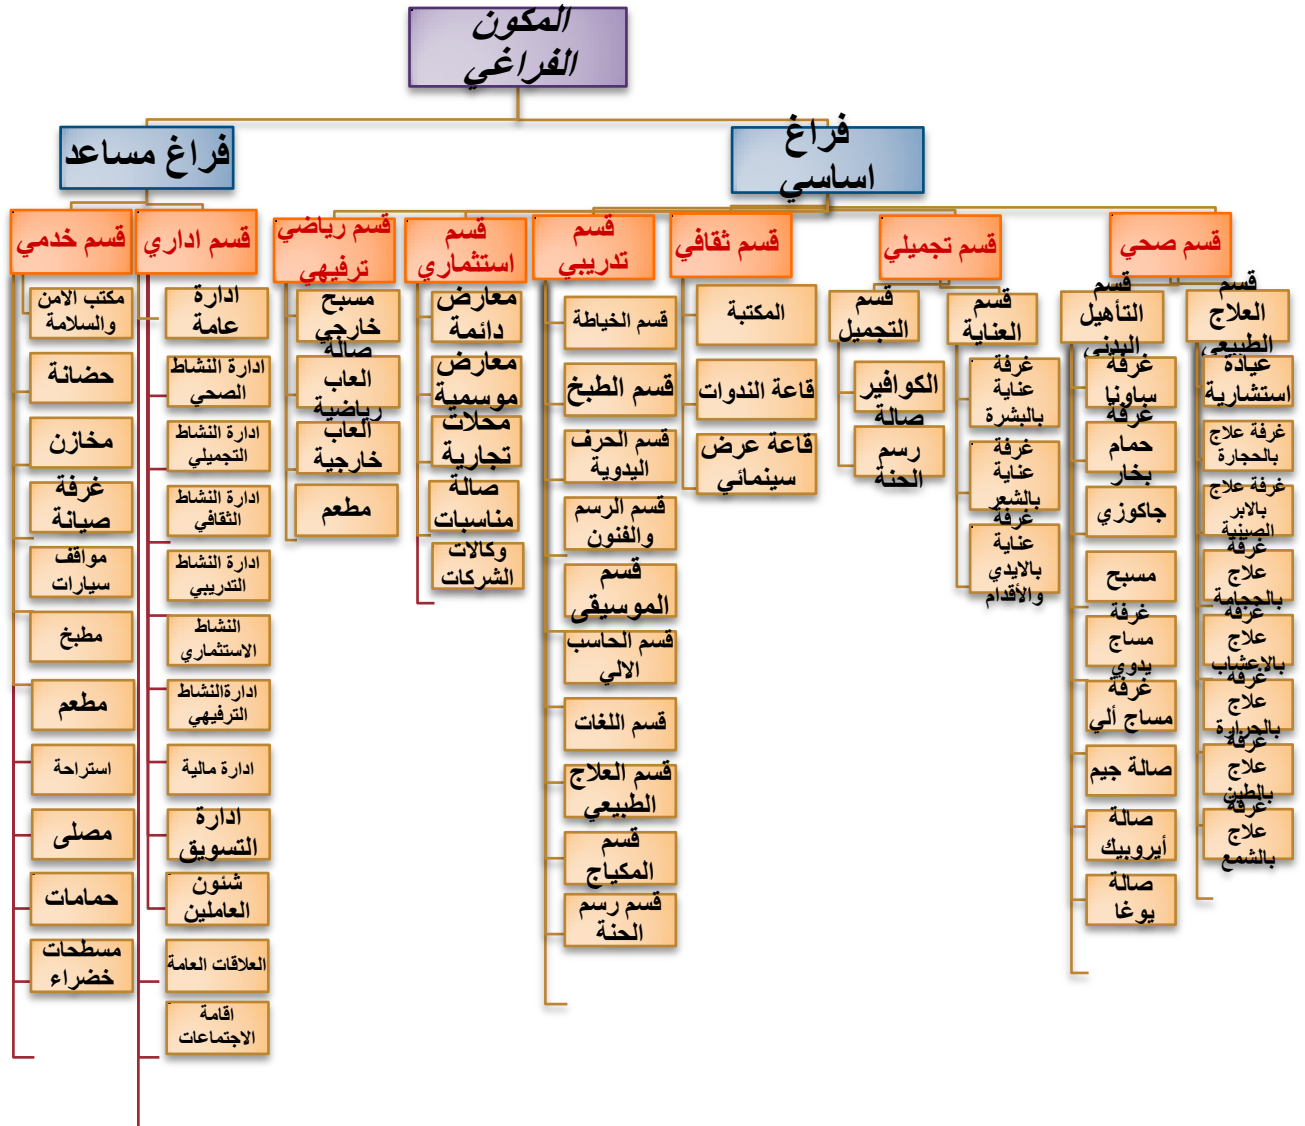 المكون
الفراغي
فراغ
اساسي
فراغ مساعد
قسم صحي
قسم تجميلي
قسم ثقافي
قسم
تدريبي
قسم
استثماري
قسم رياضي
ترفيهي
قسم اداري
قسم خدمي
قسم
العلاج
الطبيعي
عيادة
استشارية
غرفة علاج
بالحجارة
غرفة علاج
بالابر
الصينية
غرفة
علاج
بالحجامة
غرفة
علاج
بالاعشاب
غرفة
علاج
بالحرارة
غرفة
علاج
بالطين
غرفة
علاج
بالشمع
قسم
التأهيل
البدني
غرفة
ساونا
غرفة
حمام
بخار
جاكوزي
مسبح
غرفة
مساج
يدوي
غرفة
مساج ألي
صالة جيم
صالة
أيروبيك
صالة
يوغا
قسم
العناية
غرفة
عناية
بالبشرة
غرفة
عناية
بالشعر
غرفة
عناية
بالايدي
والأقدام
قسم
التجميل
الكوافير
صالة
رسم
الحنة
المكتبة
قاعة الندوات
قاعة عرض
سينمائي
قسم الخياطة
قسم الطبخ
قسم الحرف
اليدوية
قسم الرسم
والفنون
قسم
الموسيقى
قسم الحاسب
الالي
قسم اللغات
قسم العلاج
الطبيعي
قسم
المكياج
قسم رسم
الحنة
معارض
دائمة
معارض
موسمية
محلات
تجارية
صالة
مناسبات
وكالات
الشركات
مسبح
خارجي
صالة
العاب
رياضية
العاب
خارجية
مطعم
ادارة
عامة
ادارة النشاط
الصحي
ادارة النشاط
التجميلي
ادارة النشاط
الثقافي
ادارة النشاط
التدريبي
النشاط
الاستثماري
ادارةالنشاط
الترفيهي
ادارة مالية
ادارة
التسويق
شئون
العاملين
العلاقات العامة
اقامة
الاجتماعات
مكتب الامن
والسلامة
حضانة
مخازن
غرفة
صيانة
مواقف
سيارات
مطبخ
مطعم
استراحة
مصلى
حمامات
مسطحات
خضراء